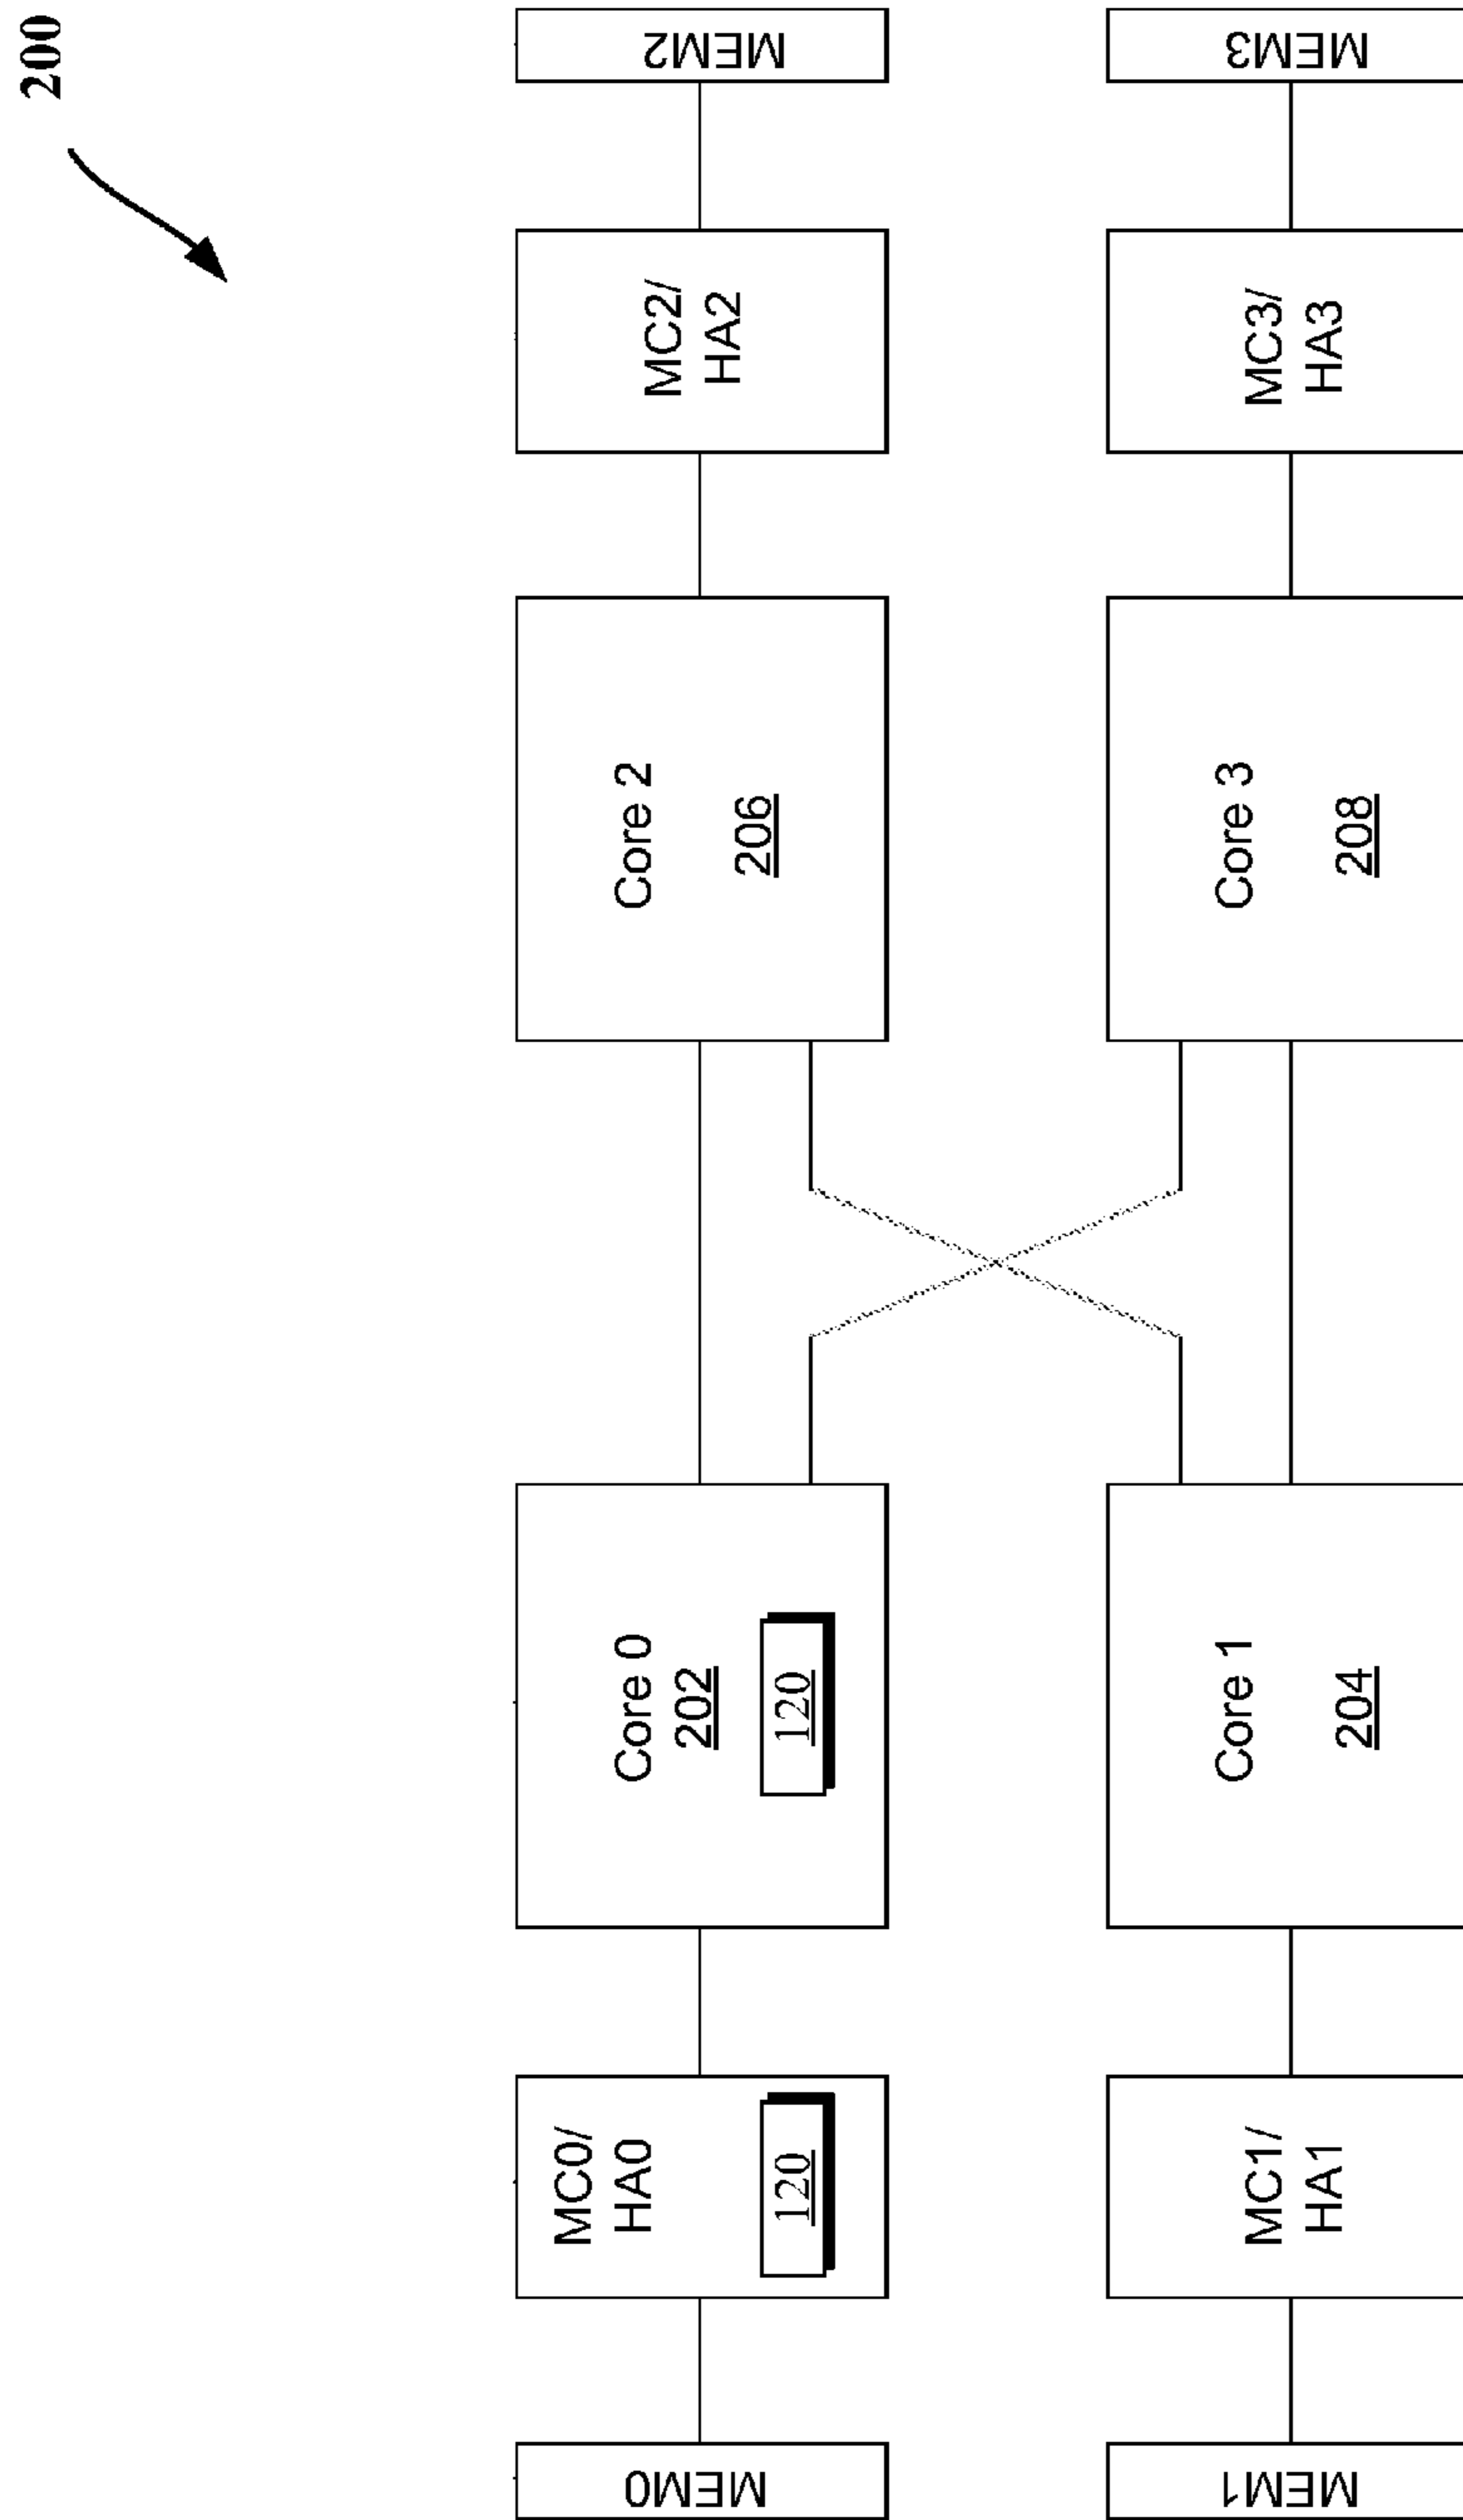 200
MEM0
MC0/
HA0
120
Core 0
202
120
Core 2
206
MC2/
HA2
MEM2
MEM1
MC1/
HA1
Core 1
204
Core 3
208
MC3/
HA3
MEM3